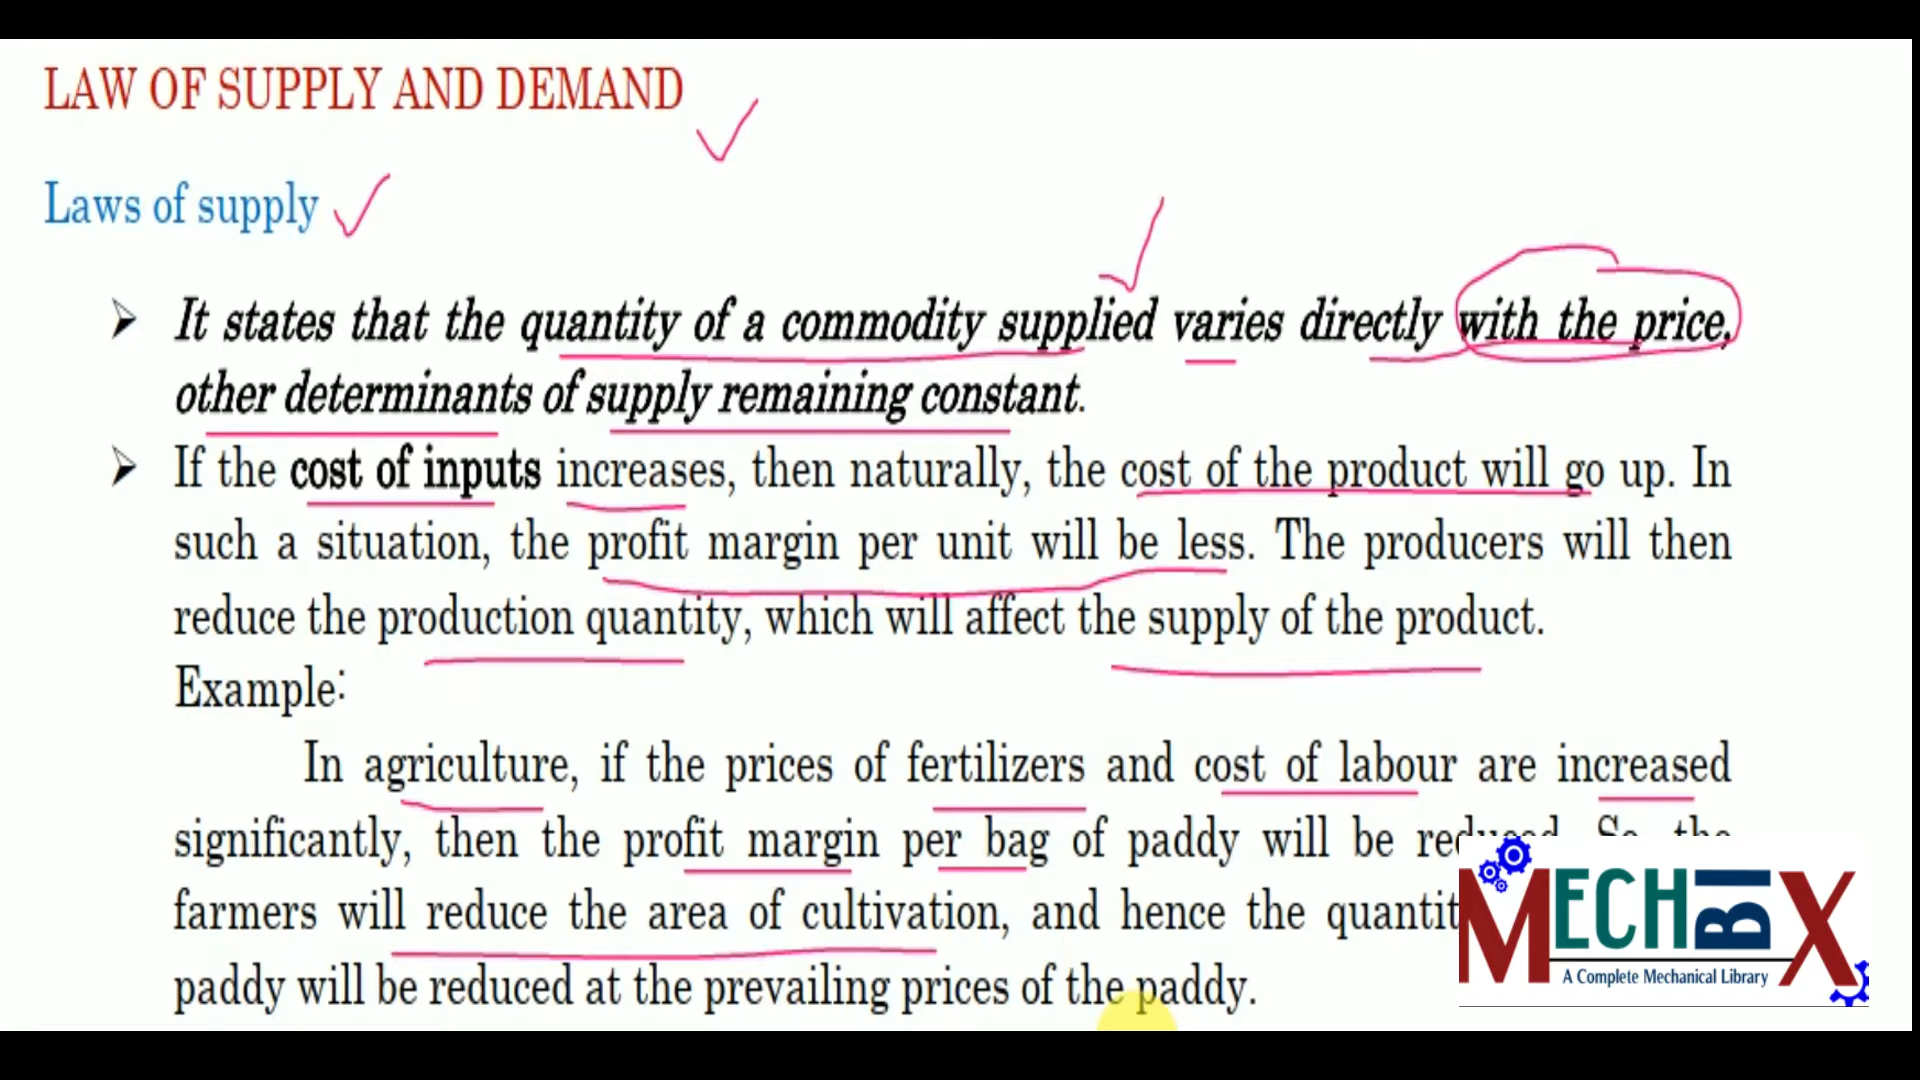 LAW OF SUPPLY AND DEMAND
Laws of supply
It states that the quantity of a commodity supplied varies directly with the price,
other determinants of supply remaining constant.
If the cost of inputs increases, then naturally, the cost of the product will go up. In
such a situation, the profit margin per unit will be less. The producers will then
reduce the production quantity, which will affect the supply of the product.
Example:
In agriculture, if the prices of fertilizers and cost of labour are increased
significantly, then the profit margin per bag of paddy will be reduced. So, the
farmers will reduce the area of cultivation, and hence the
paddy will be reduced at the prevailing prices of the paddy.
MECHBIX
A Complete Mechanical Library